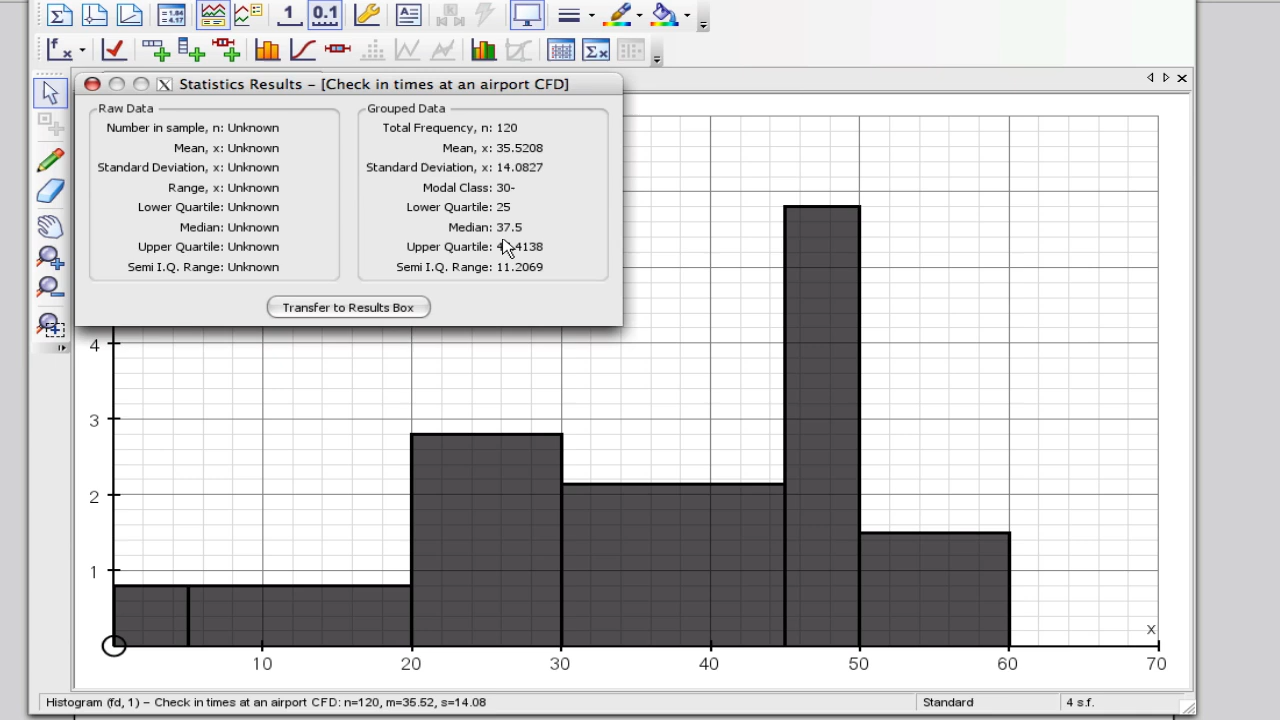 1 0.1 A
fx
Statistics Results – [Check in times at an airport CFD]
Raw Data
Number in sample, n: Unknown
Mean, x: Unknown
Standard Deviation, x: Unknown
Range, x: Unknown
Lower Quartile: Unknown
Median: Unknown
Upper Quartile: Unknown
Semi I.Q. Range: Unknown
Grouped Data
Total Frequency, n: 120
Mean, x: 35.5208
Standard Deviation, x: 14.0827
Modal Class: 30-
Lower Quartile: 25
Median: 37.5
Upper Quartile:
Semi I.Q. Range: 11.2069
Transfer to Results Box
4
3
2
1
x
10 20 30 40 50 60 70
Histogram (fd, 1) – Check in times at an airport CFD: n=120, m=35.52, s=14.08
Standard
4 s.f.